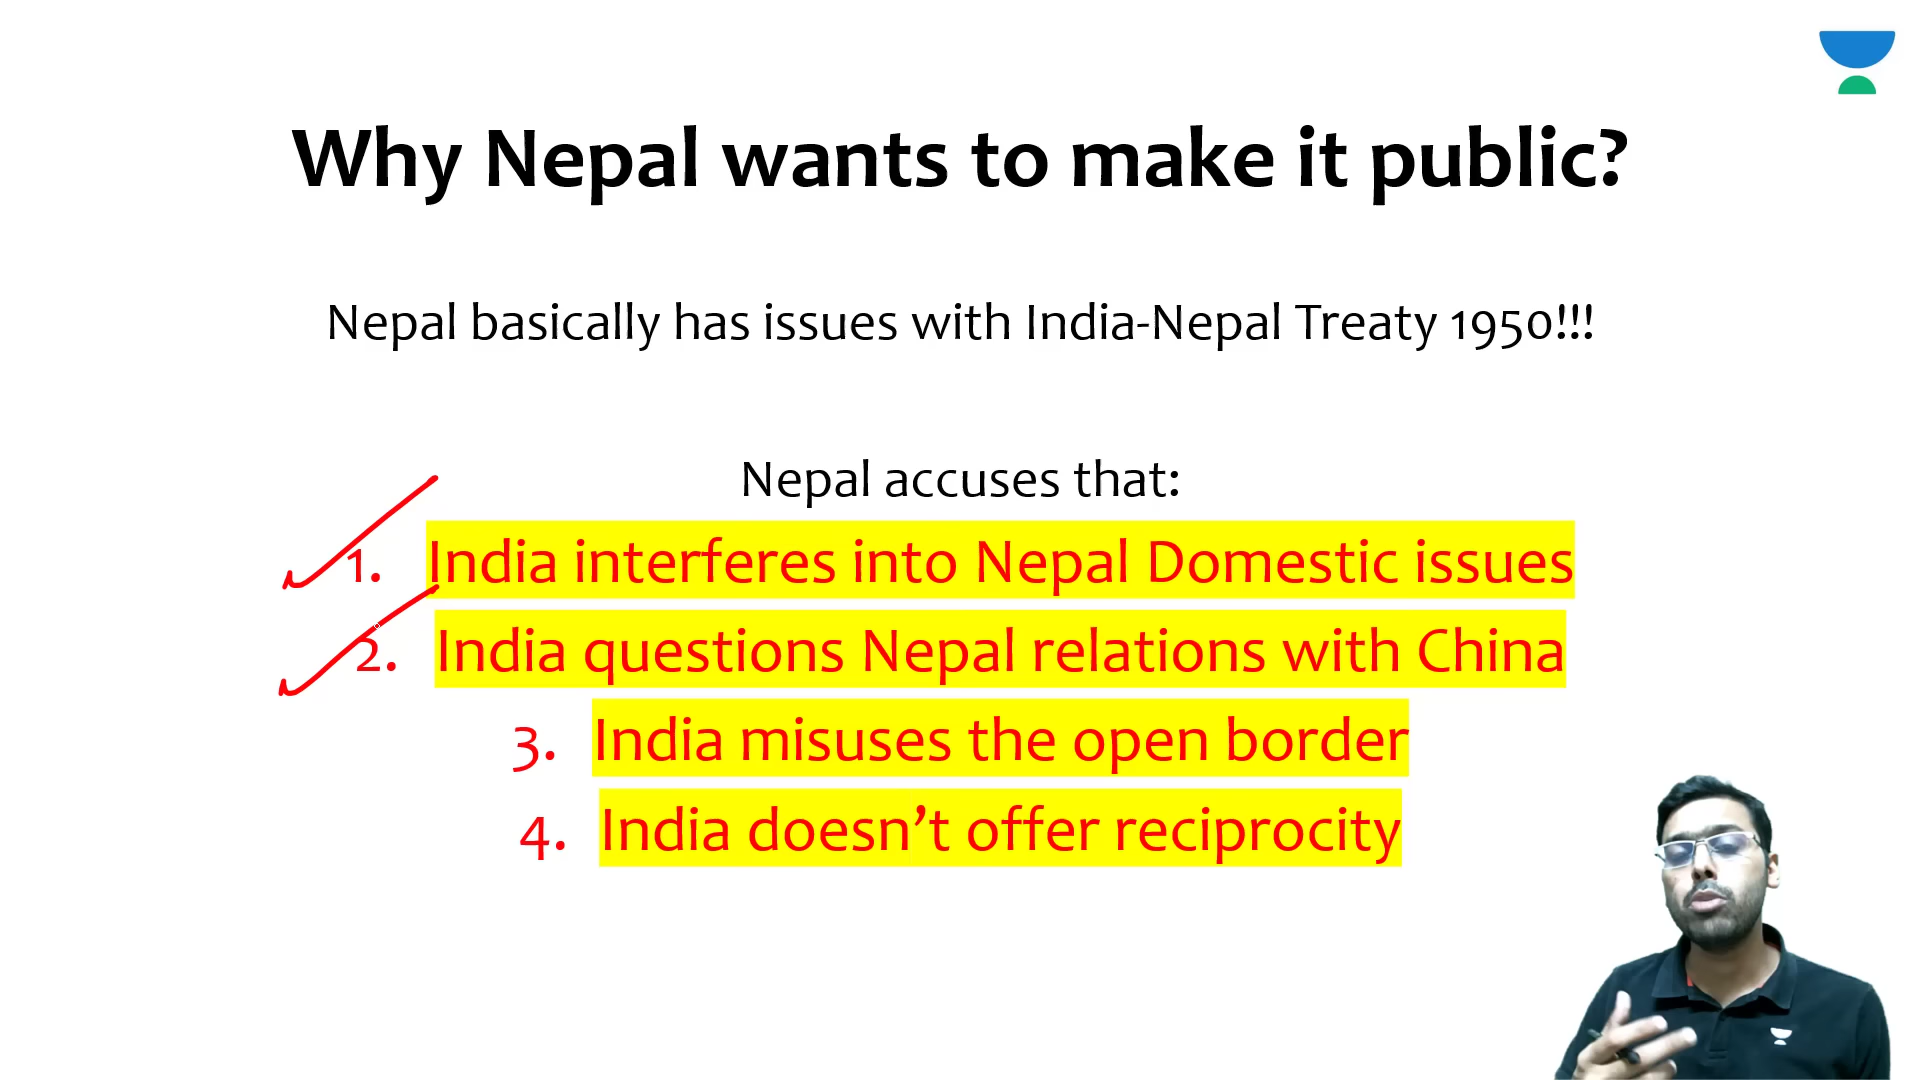 Why Nepal wants to make it public?
Nepal basically has issues with India-Nepal Treaty 1950!!!
Nepal accuses that:
1. India interferes into Nepal Domestic issues
2. India questions Nepal relations with China
3. India misuses the open border
4. India doesn’t offer reciprocity